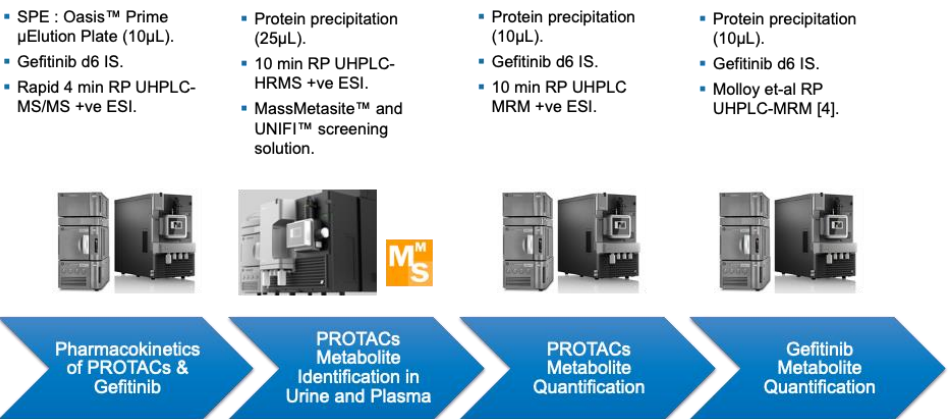 ▪ SPE : Oasis™ Prime
µElution Plate (10µL).
▪ Gefitinib d6 IS.
▪ Rapid 4 min RP UHPLC-
MS/MS +ve ESI.
▪ Protein precipitation
(25µL).
▪ 10 min RP UHPLC-
HRMS +ve ESI.
▪ MassMetasite™ and
UNIFI™ screening
solution.
▪ Protein precipitation
(10µL).
▪ Gefitinib d6 IS.
▪ 10 min RP UHPLC
MRM +ve ESI.
▪ Protein precipitation
(10µL).
▪ Gefitinib d6 IS.
▪ Molloy et-al RP
UHPLC-MRM [4].
MM
S
Pharmacokinetics
of PROTACs &
Gefitinib
PROTACs
Metabolite
Identification in
Urine and Plasma
PROTACs
Metabolite
Quantification
Gefitinib
Metabolite
Quantification